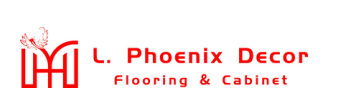 L. Phoenix Decor
Flooring & Cabinet